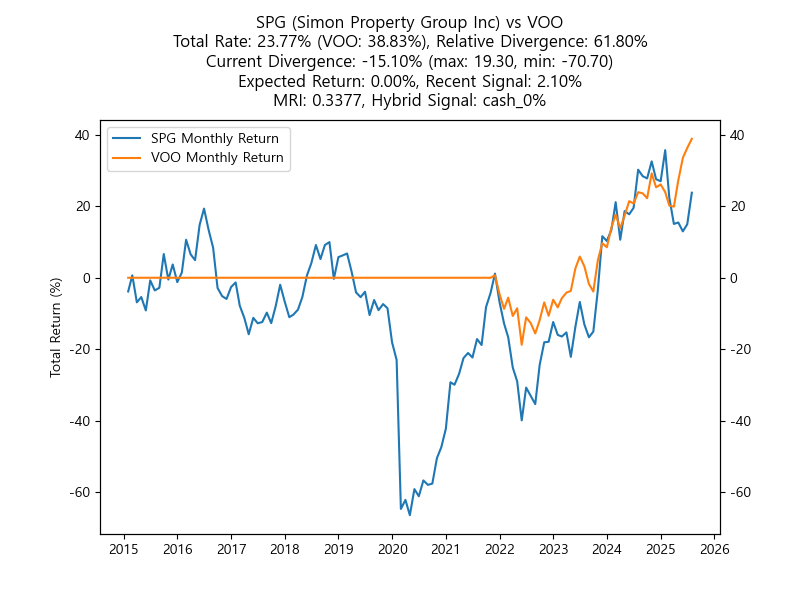 SPG (Simon Property Group Inc) vs VOO
Total Rate: 23.77% (VOO: 38.83%), Relative Divergence: 61.80%
Current Divergence: -15.10% (max: 19.30, min: -70.70)
Expected Return: 0.00%, Recent Signal: 2.10%
MRI: 0.3377, Hybrid Signal: cash_0%
SPG Monthly Return
VOO Monthly Return
Total Return (%)
40
20
0
-20
-40
-60
40
20
0
-20
-40
-60
2015 2016 2017 2018 2019 2020 2021 2022 2023 2024 2025 2026